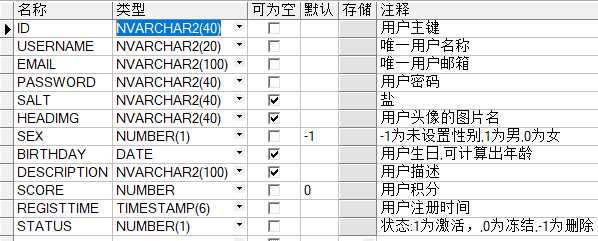 名称 类型 可为空 默认 存储 注释
ID NVARCHAR2(40) 用户主键
USERNAME NVARCHAR2(20) 唯一用户名称
EMAIL NVARCHAR2(100) 唯一用户邮箱
PASSWORD NVARCHAR2(40) 用户密码
SALT NVARCHAR2(40) 盐
HEADIMG NVARCHAR2(40) 用户头像的图片名
SEX NUMBER(1) -1 -1为未设置性别,1为男,0为女
BIRTHDAY DATE 用户生日,可计算出年龄
DESCRIPTION NVARCHAR2(100) 用户描述
SCORE NUMBER 0 用户积分
REGISTTIME TIMESTAMP(6) 用户注册时间
STATUS NUMBER(1) 状态:1为激活，,0为冻结,-1为删除